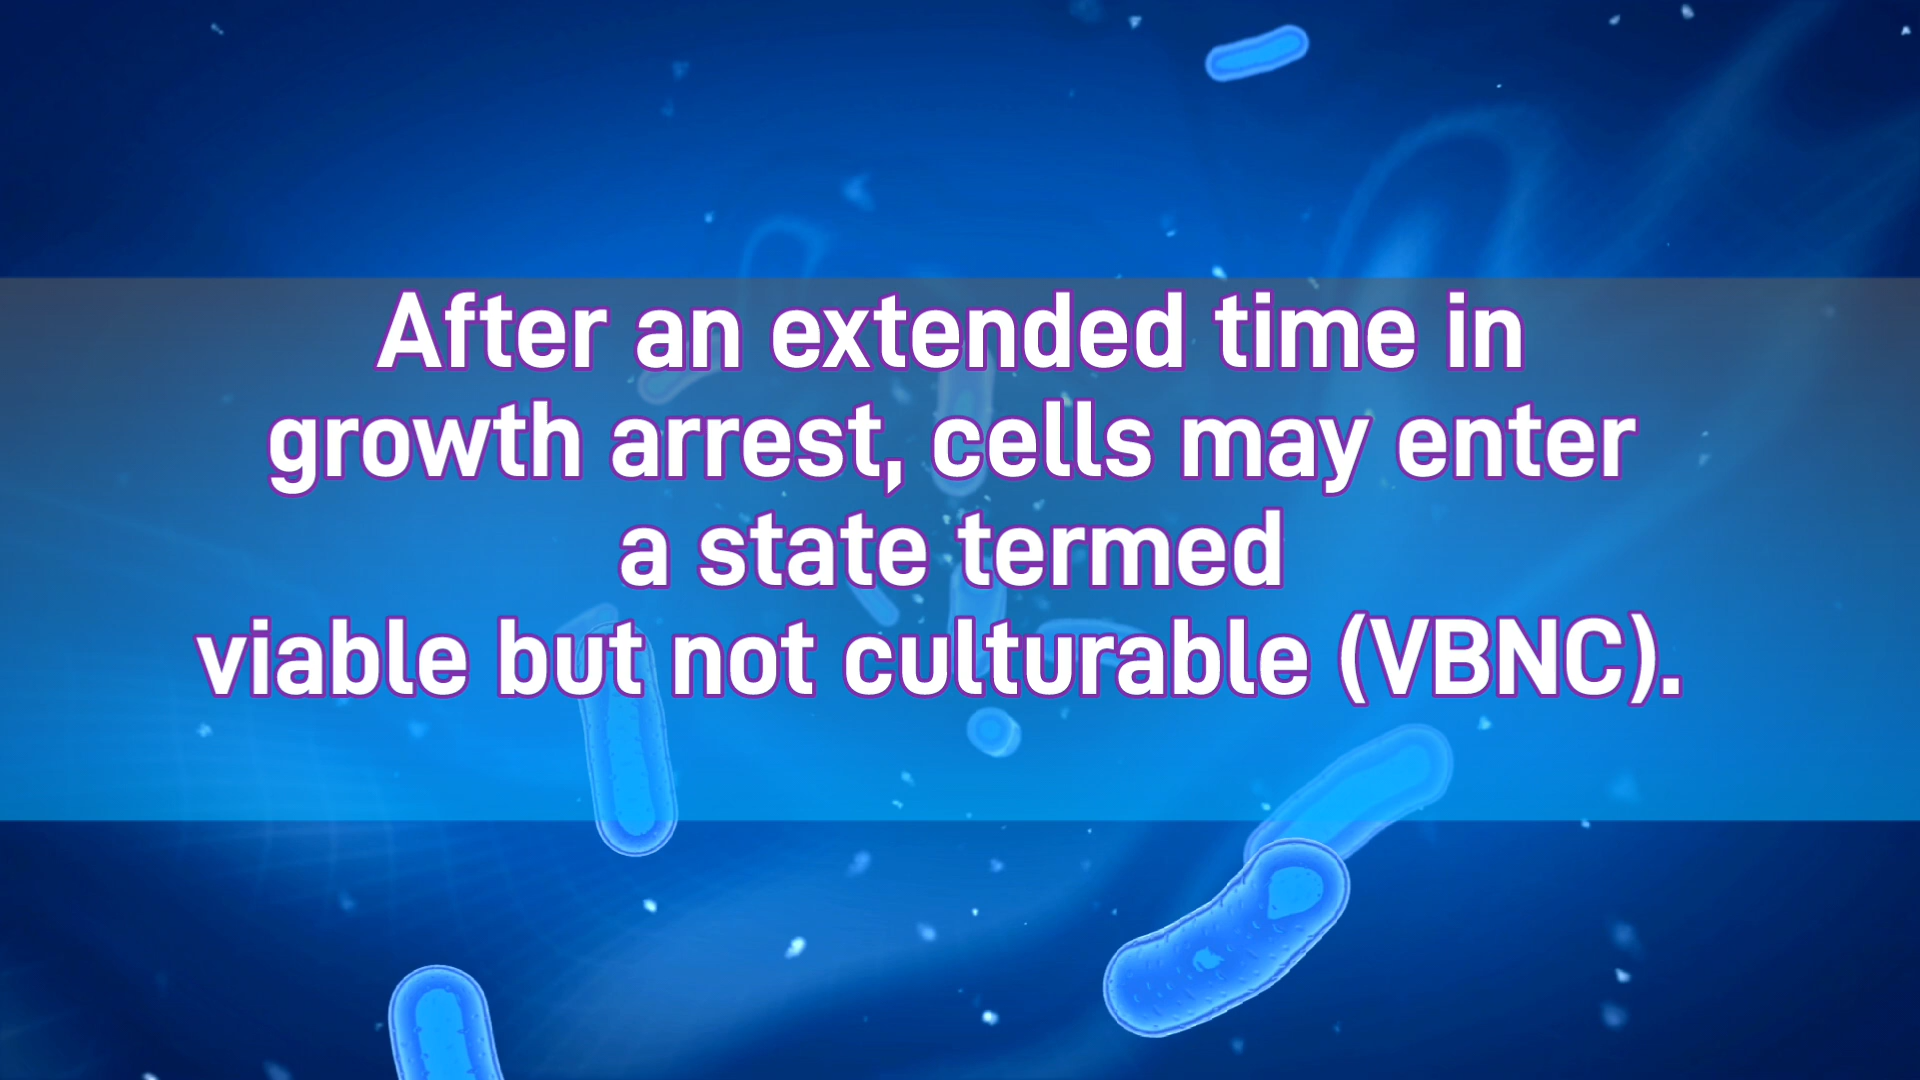 After an extended time in
growth arrest, cells may enter
a state termed
viable but not culturable (VBNC).